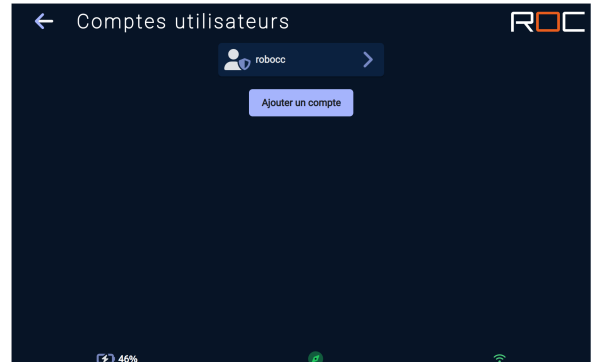 Comptes utilisateurs
ROC
robocc
Ajouter un compte
46%